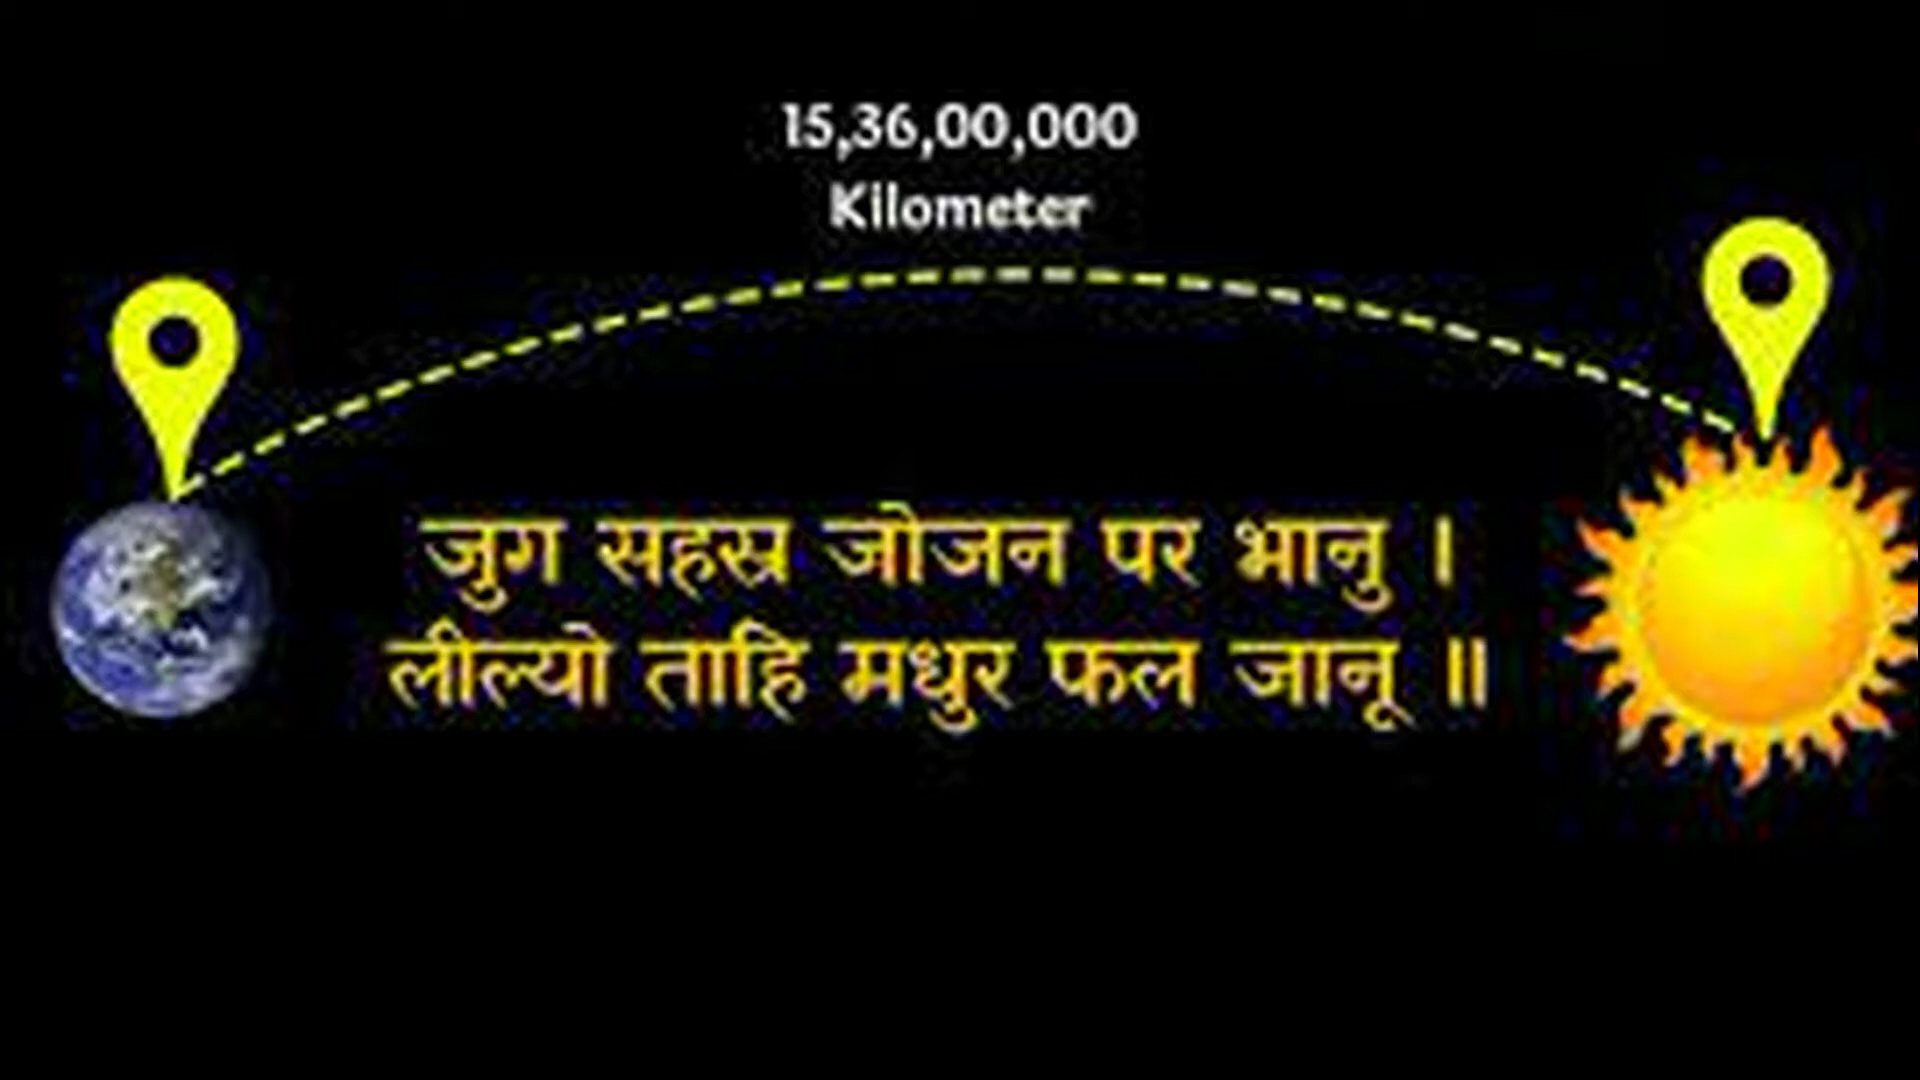 15,36,00,000
Kilometer
जुग सहस्र जोजन पर भानु ।
लील्यो ताहि मधुर फल जानू ॥